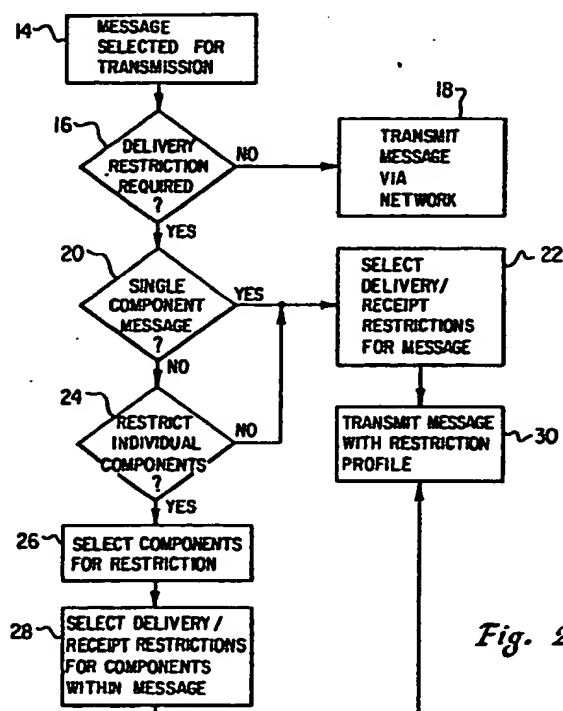 14
MESSAGE
SELECTED FOR
TRANSMISSION
16
DELIVERY
RESTRICTION
REQUIRED
?
NO
18
TRANSMIT
MESSAGE
VIA
NETWORK
YES
20
SINGLE
COMPONENT
MESSAGE
?
YES
22
SELECT
DELIVERY/
RECEIPT
RESTRICTIONS
FOR MESSAGE
NO
24
RESTRICT
INDIVIDUAL
COMPONENTS
?
NO
TRANSMIT MESSAGE
WITH RESTRICTION
PROFILE
30
YES
26
SELECT COMPONENTS
FOR RESTRICTION
28
SELECT DELIVERY/
RECEIPT RESTRICTIONS
FOR COMPONENTS
WITHIN MESSAGE
Fig. 2